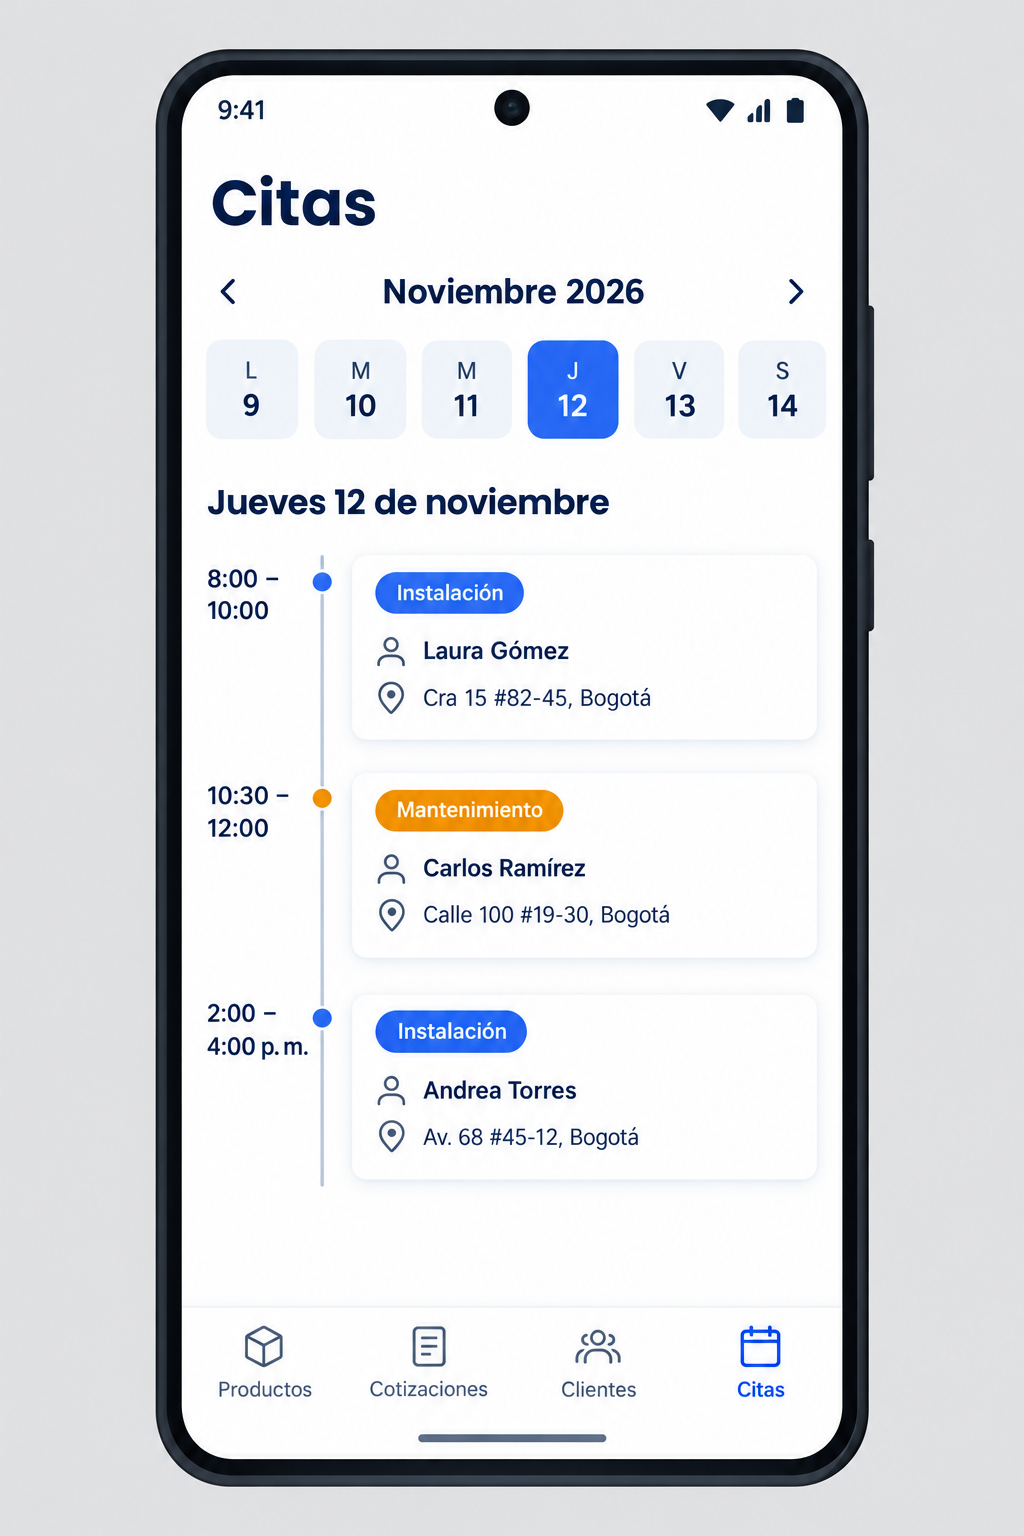 9:41
Citas
Noviembre 2026
L M M J V S
9 10 11 12 13 14
Jueves 12 de noviembre
8:00 –
10:00
Instalación
Laura Gómez
Cra 15 #82-45, Bogotá
10:30 –
12:00
Mantenimiento
Carlos Ramírez
Calle 100 #19-30, Bogotá
2:00 –
4:00 p. m.
Instalación
Andrea Torres
Av. 68 #45-12, Bogotá
Productos Cotizaciones Clientes Citas